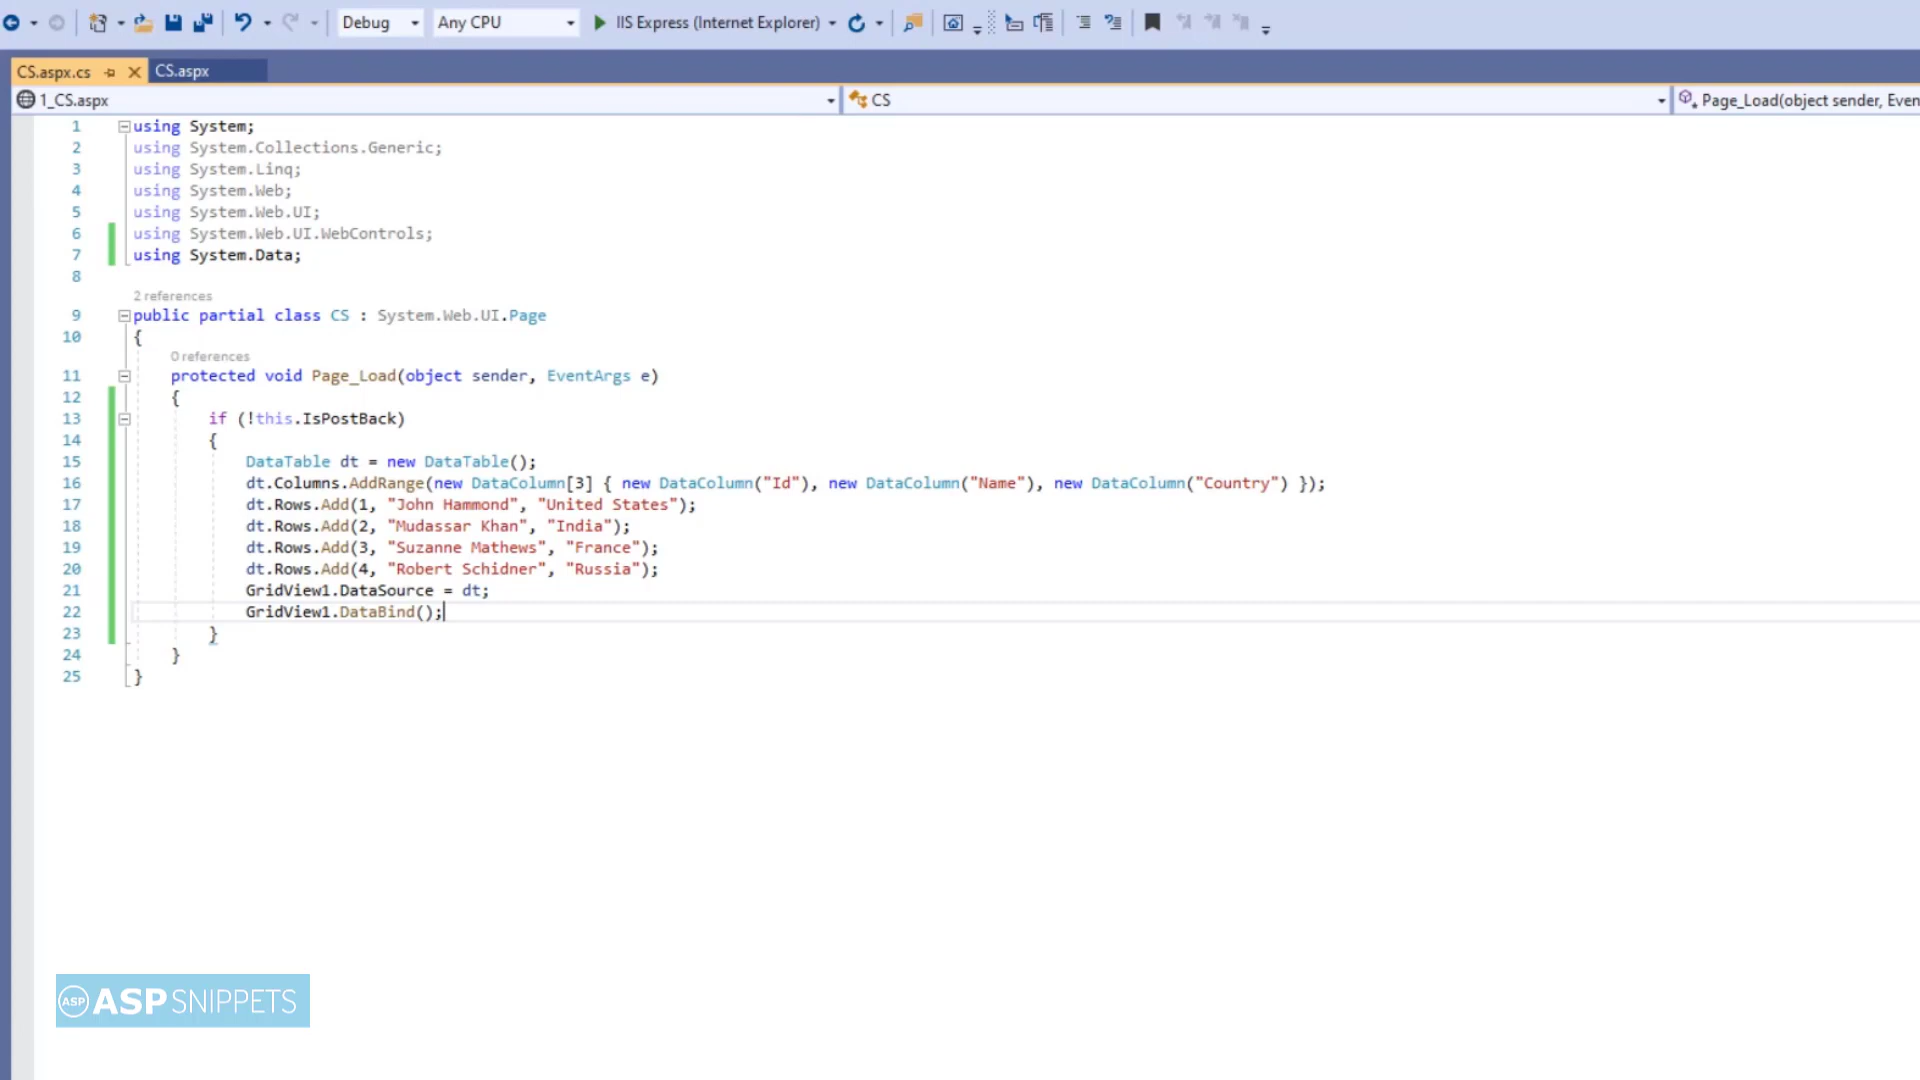 Debug Any CPU IIS Express (Internet Explorer)
CS.aspx.cs CS.aspx
1_CS.aspx CS Page_Load(object sender, Even
1 using System;
2 using System.Collections.Generic;
3 using System.Linq;
4 using System.Web;
5 using System.Web.UI;
6 using System.Web.UI.WebControls;
7 using System.Data;
8
2 references
9 public partial class CS : System.Web.UI.Page
10 {
0 references
11 protected void Page_Load(object sender, EventArgs e)
12 {
13 if (!this.IsPostBack)
14 {
15 DataTable dt = new DataTable();
16 dt.Columns.AddRange(new DataColumn[3] { new DataColumn("Id"), new DataColumn("Name"), new DataColumn("Country") });
17 dt.Rows.Add(1, "John Hammond", "United States");
18 dt.Rows.Add(2, "Mudassar Khan", "India");
19 dt.Rows.Add(3, "Suzanne Mathews", "France");
20 dt.Rows.Add(4, "Robert Schidner", "Russia");
21 GridView1.DataSource = dt;
22 GridView1.DataBind();
23 }
24 }
25 }
ASP ASPSNIPPETS